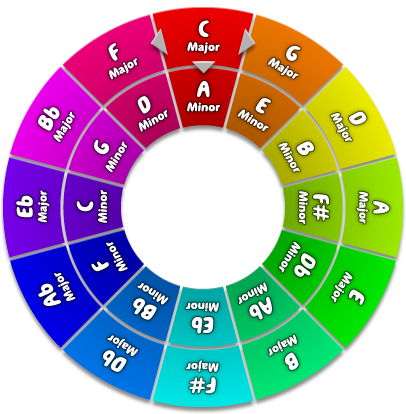 C
Major
G
Major
D
Major
A
Major
E
Major
B
Major
F#
Major
Db
Major
Ab
Major
Eb
Major
Bb
Major
F
Major
A
Minor
E
Minor
B
Minor
F#
Minor
Db
Minor
Ab
Minor
Eb
Minor
Bb
Minor
F
Minor
C
Minor
G
Minor
D
Minor